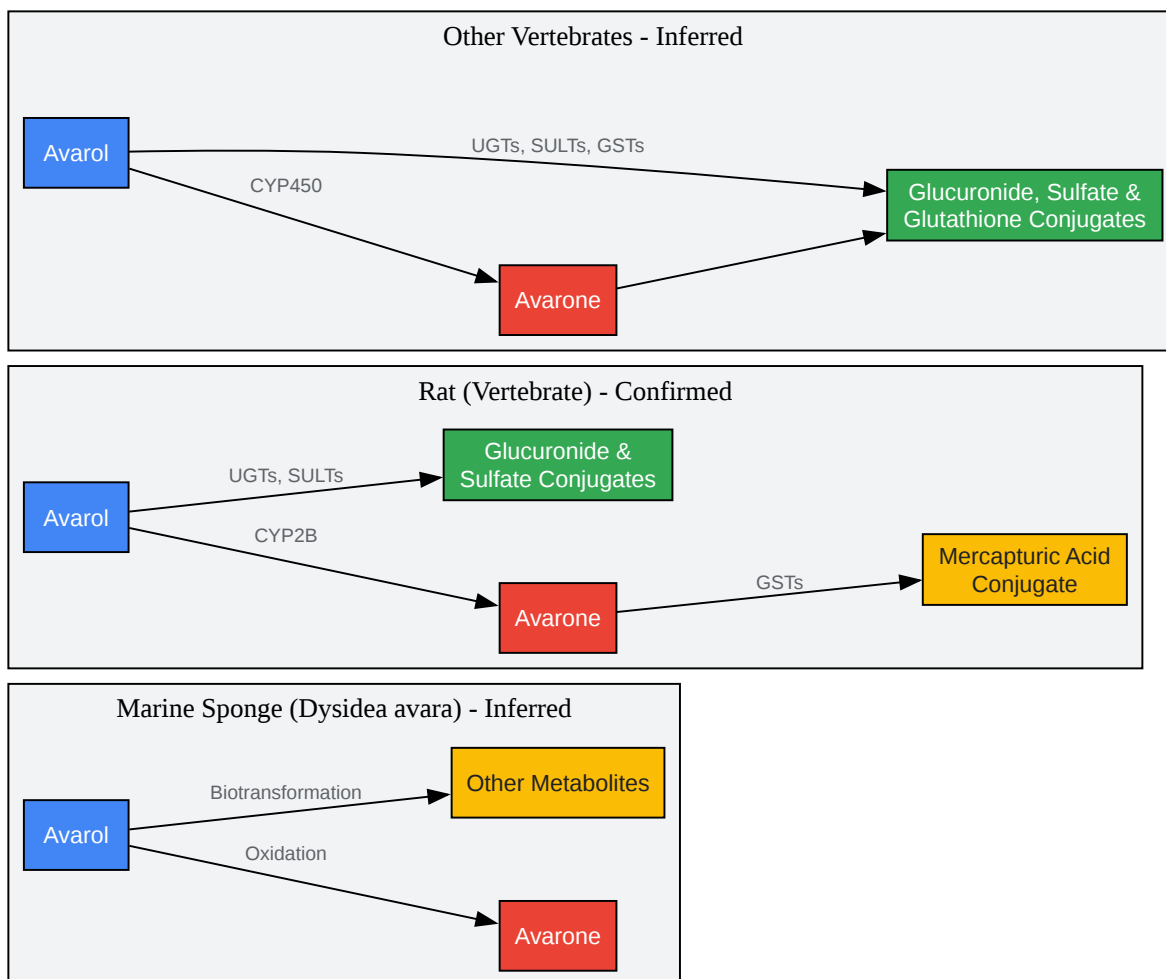 Other Vertebrates - Inferred
Avarol
UGTs, SULTs, GSTs
CYP450
Glucuronide, Sulfate &
Glutathione Conjugates
Avarone
Rat (Vertebrate) - Confirmed
Avarol
UGTs, SULTs
Glucuronide &
Sulfate Conjugates
CYP2B
Avarone
GSTs
Mercapturic Acid
Conjugate
Marine Sponge (Dysidea avara) - Inferred
Avarol
Biotransformation
Other Metabolites
Oxidation
Avarone